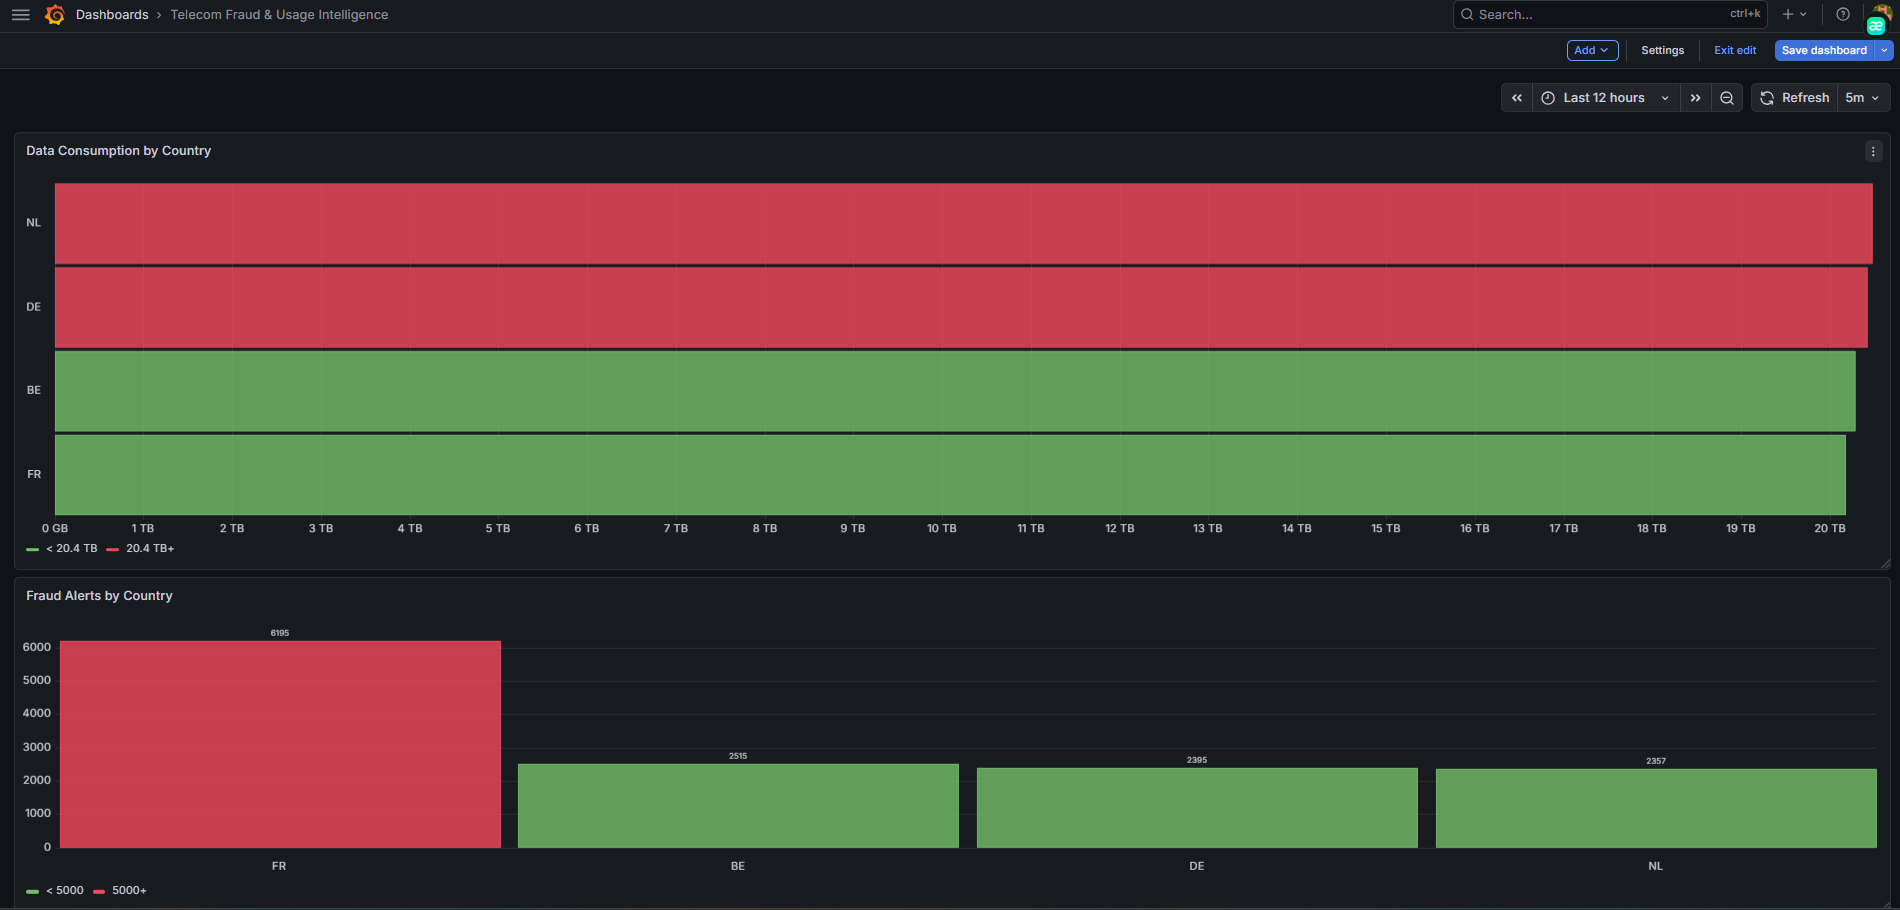 Dashboards › Telecom Fraud & Usage Intelligence
Search... ctrl+k
æ
Add Settings Exit edit Save dashboard
Last 12 hours Refresh 5m
Data Consumption by Country
NL
DE
BE
FR
0 GB 1 TB 2 TB 3 TB 4 TB 5 TB 6 TB 7 TB 8 TB 9 TB 10 TB 11 TB 12 TB 13 TB 14 TB 15 TB 16 TB 17 TB 18 TB 19 TB 20 TB
< 20.4 TB 20.4 TB+
Fraud Alerts by Country
6195
6000
5000
4000
3000
2515 2395 2357
2000
1000
0
FR BE DE NL
< 5000 5000+